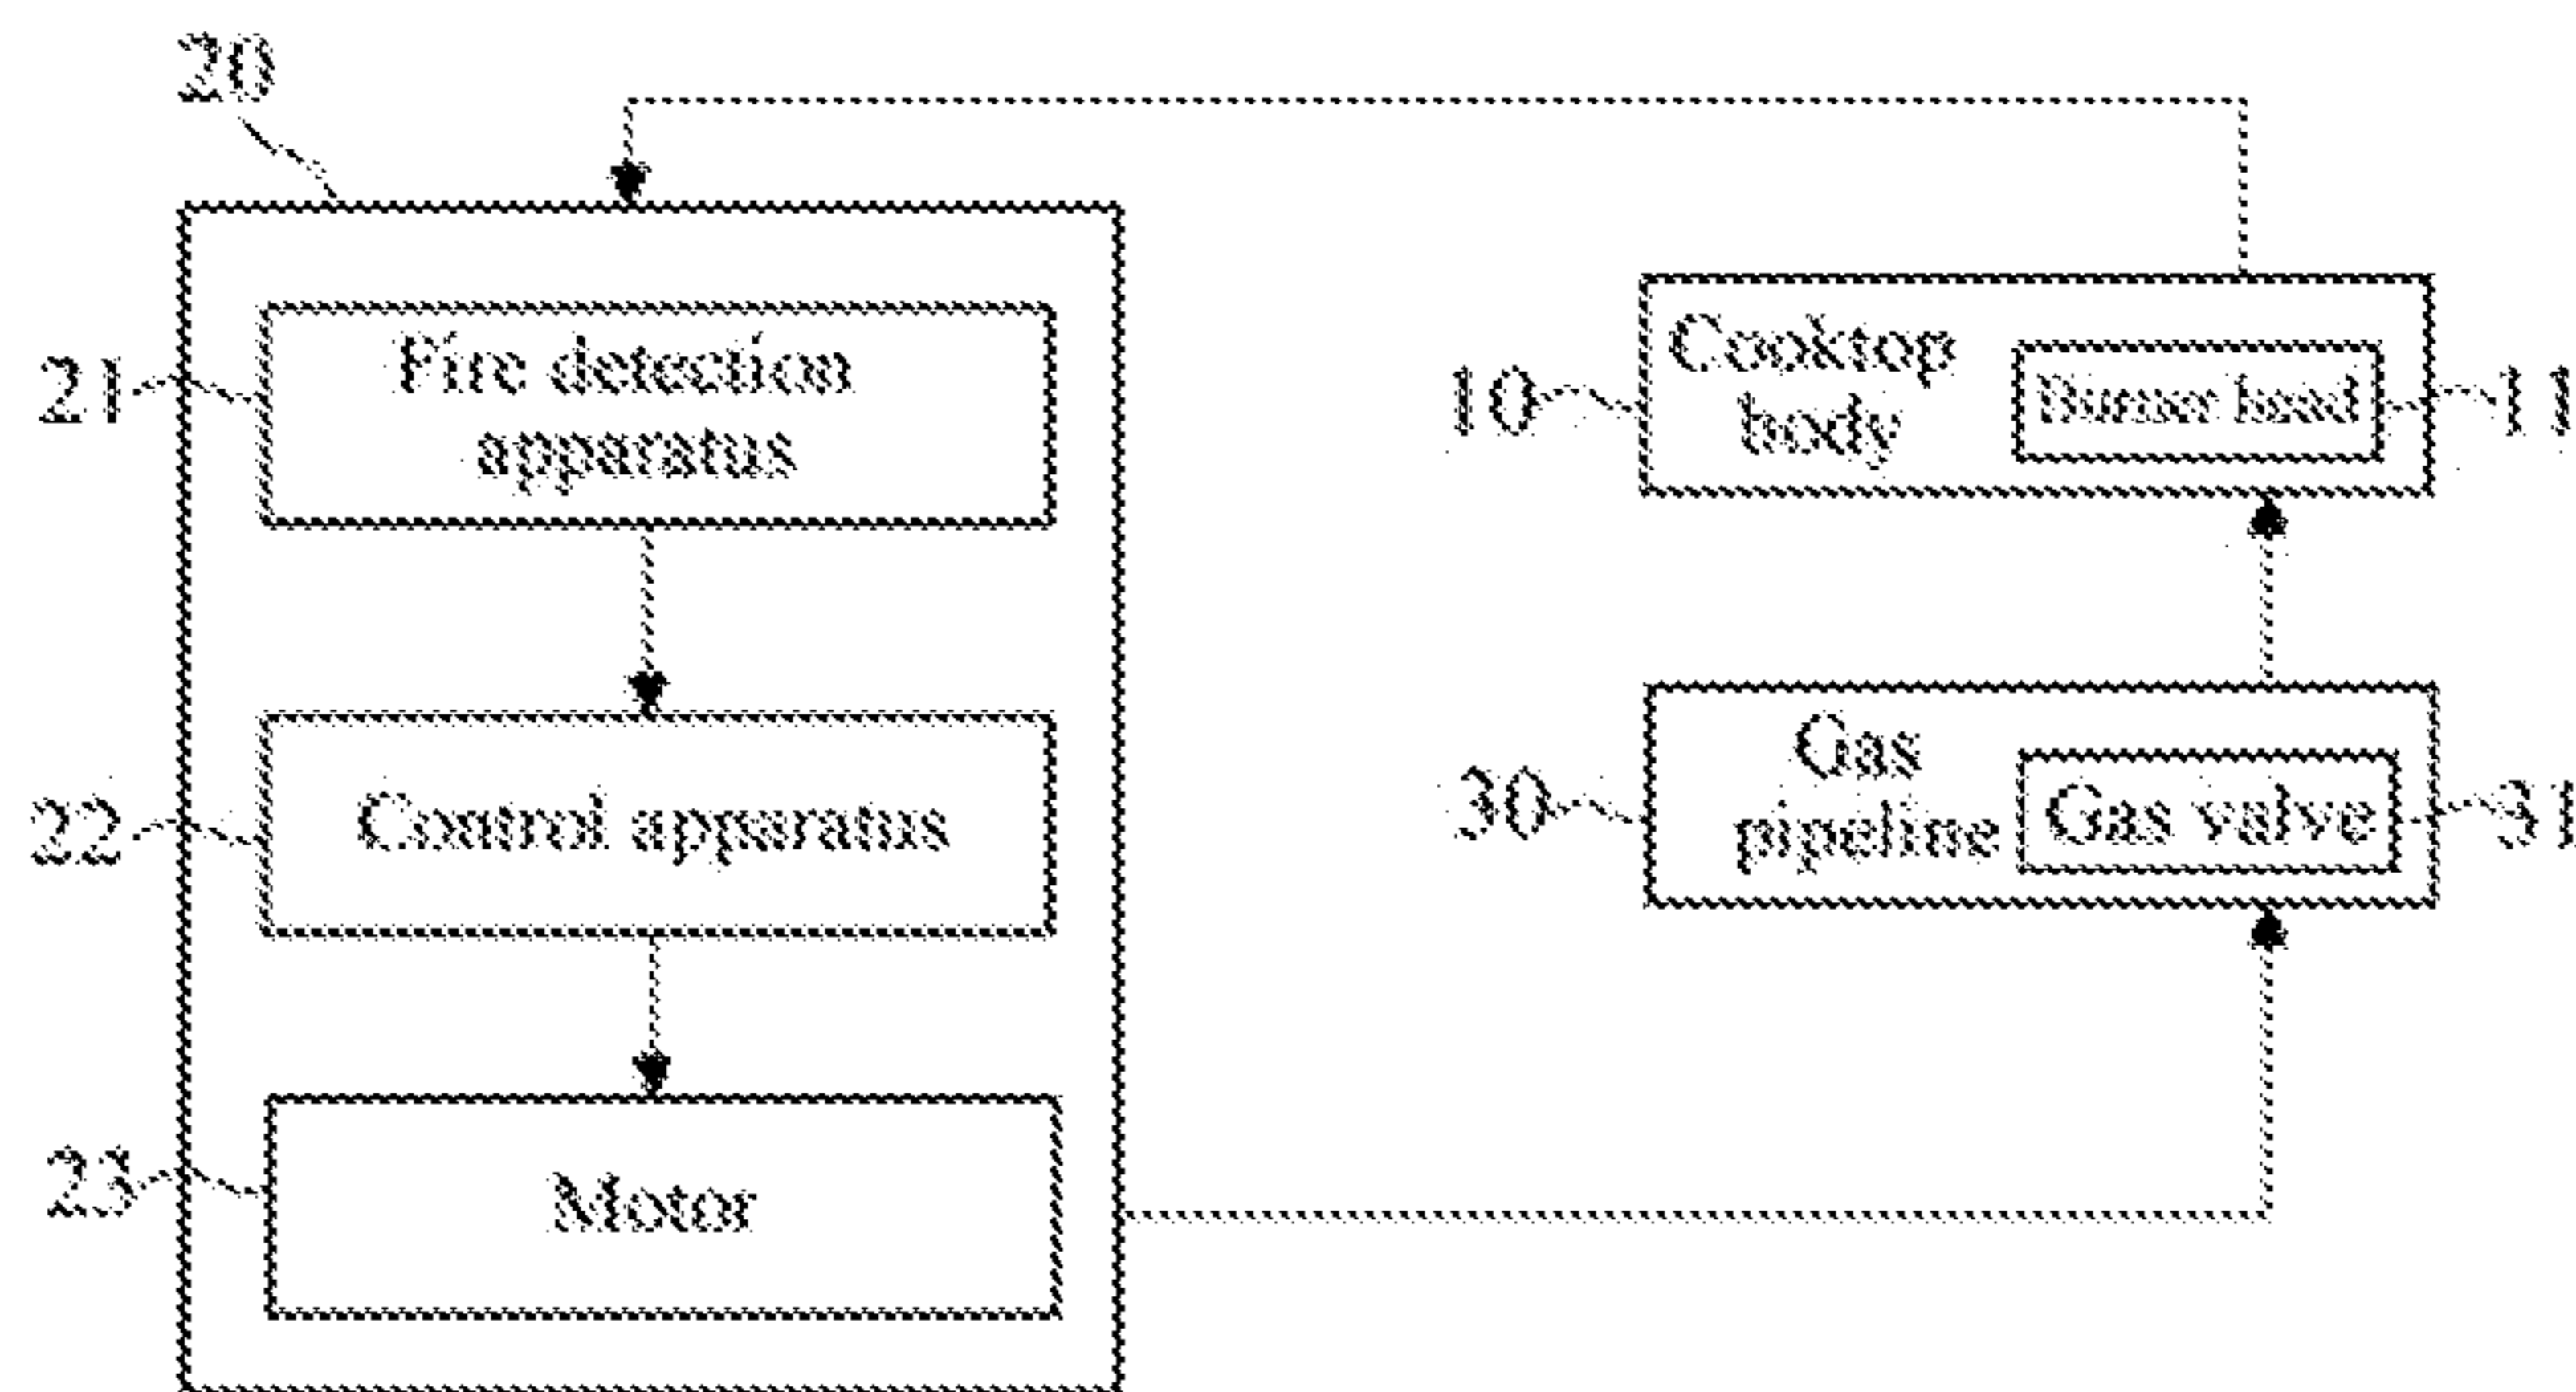 20
21
Fire detection
apparatus
22
Control apparatus
23
Motor
10
Cooktop
body
Burner head
11
30
Gas
pipeline
Gas valve
31